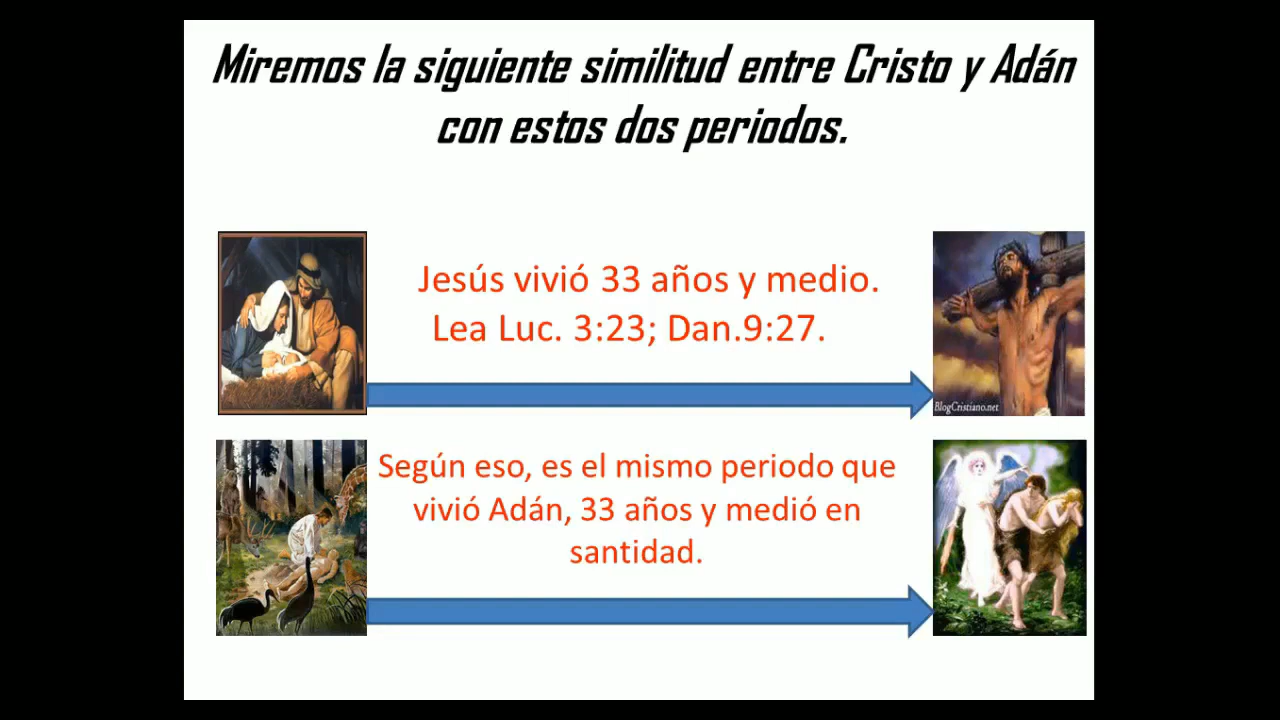 Miremos la siguiente similitud entre Cristo y Adán
con estos dos periodos.
Jesús vivió 33 años y medio.
Lea Luc. 3:23; Dan.9:27.
BlogCristiano.net
Según eso, es el mismo periodo que
vivió Adán, 33 años y medió en
santidad.